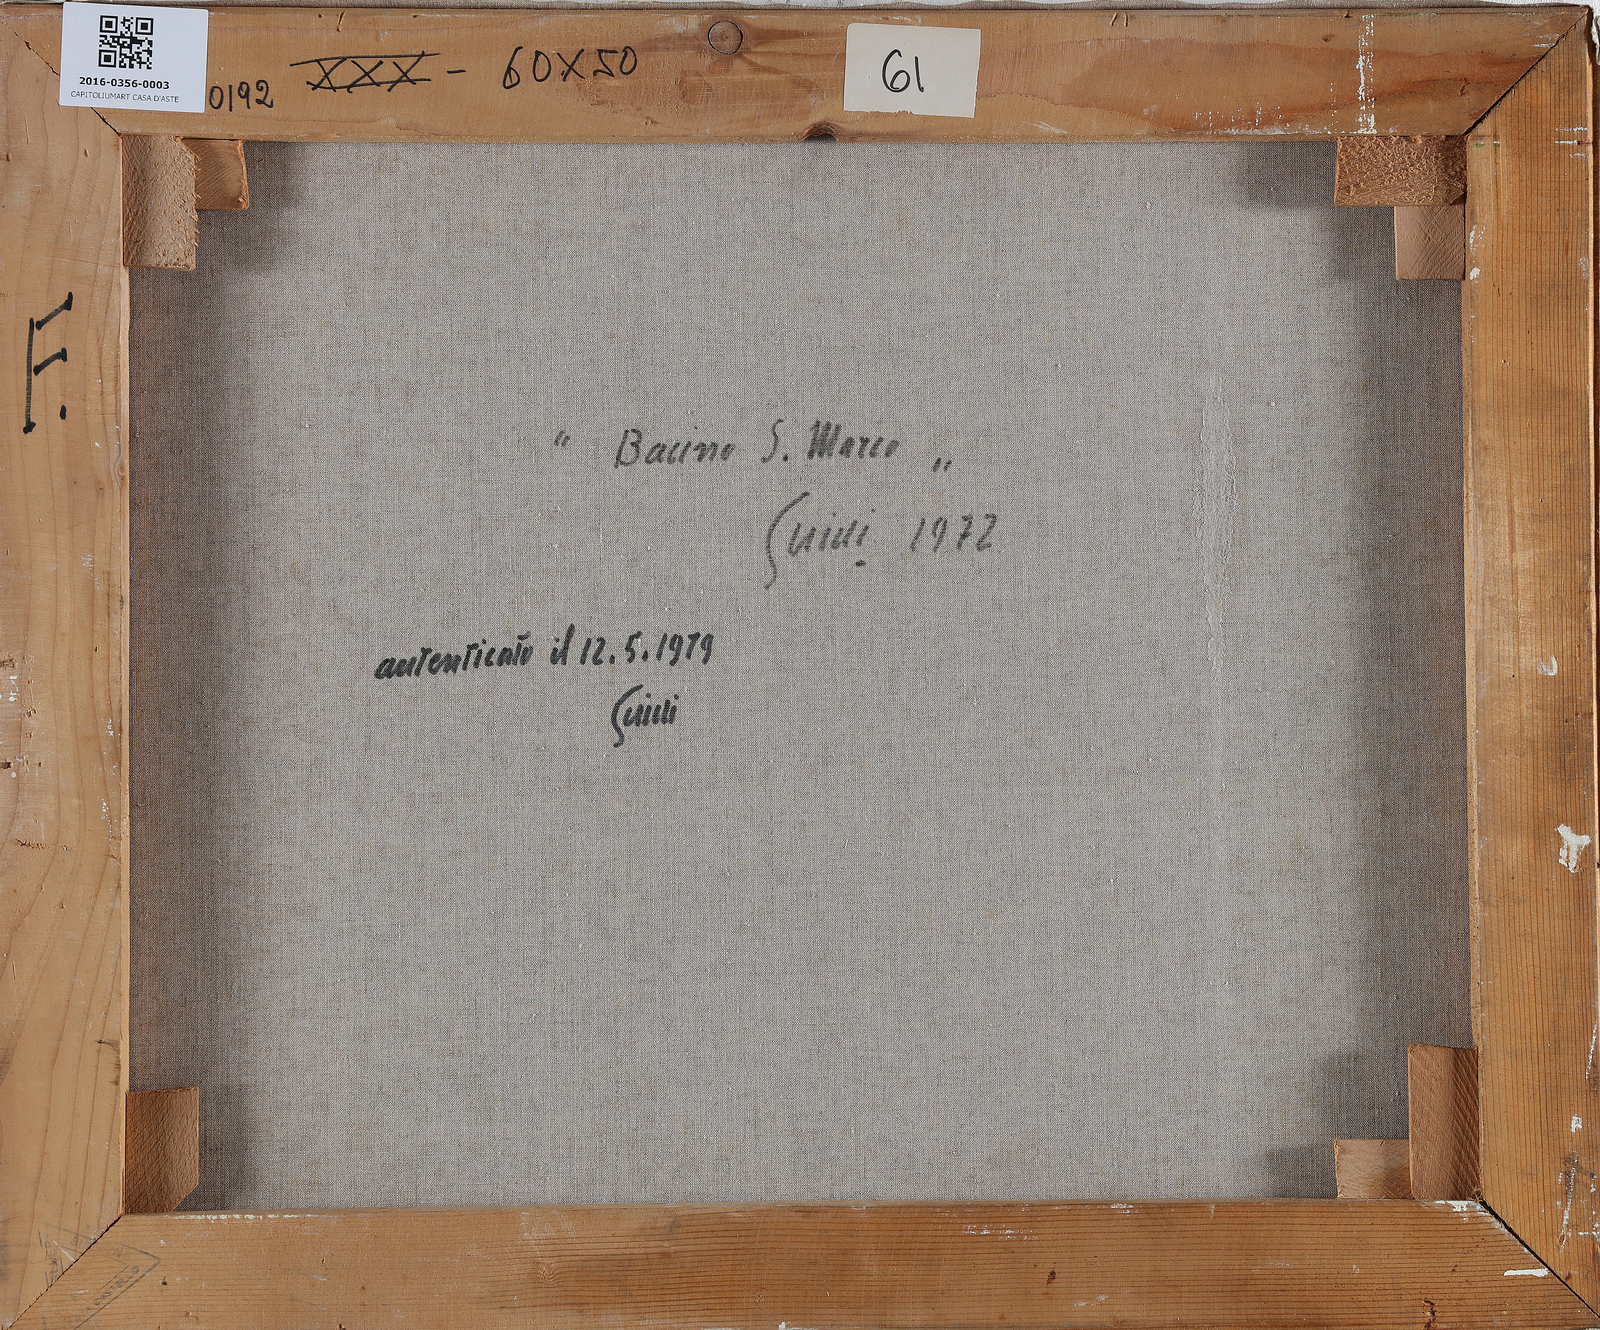 2016-0356-0003
CAPITOLIUMART CASA D'ASTE
0192 XXX - 60X50
61
F.
" Bacino S. Marco "
Guidi 1972
autenticato il 12.5.1979
Guidi
CASTELLO